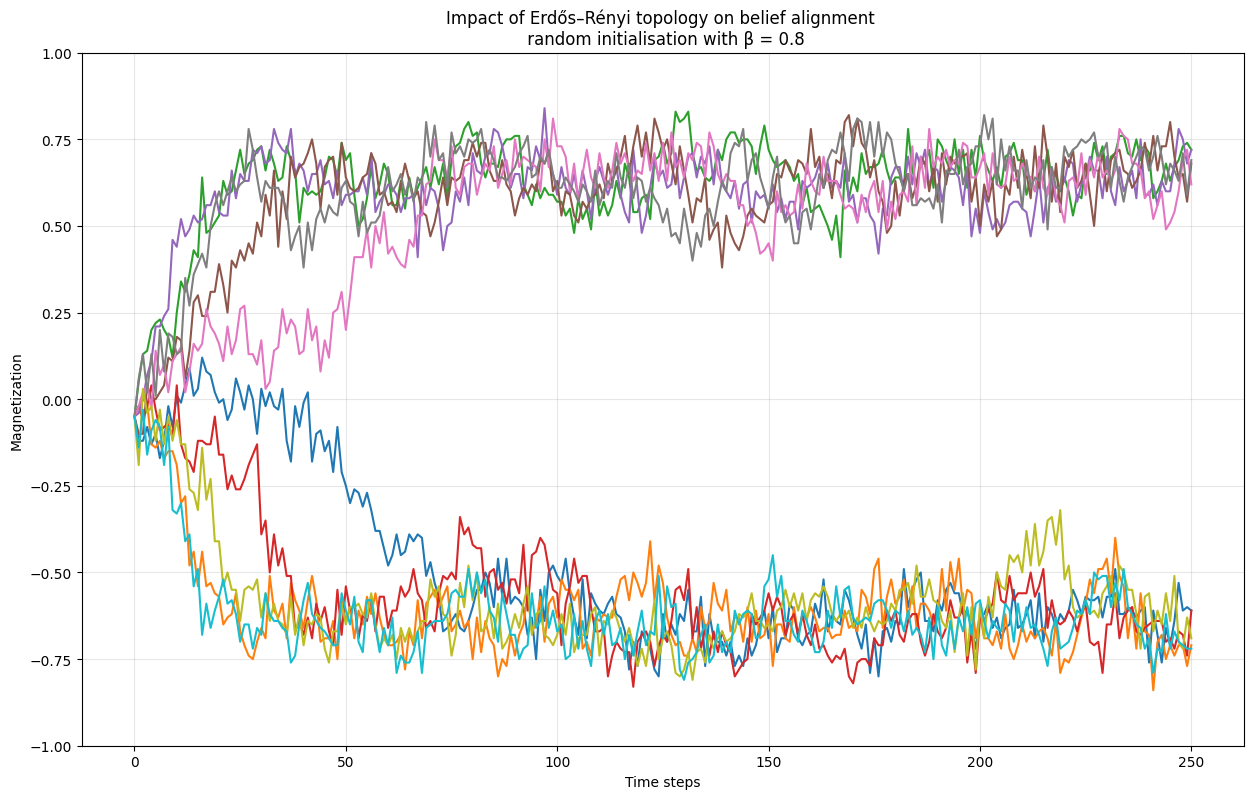 Impact of Erdős–Rényi topology on belief alignment
random initialisation with β = 0.8
1.00
0.75
0.50
0.25
0.00
−0.25
−0.50
−0.75
−1.00
Magnetization
0 50 100 150 200 250
Time steps